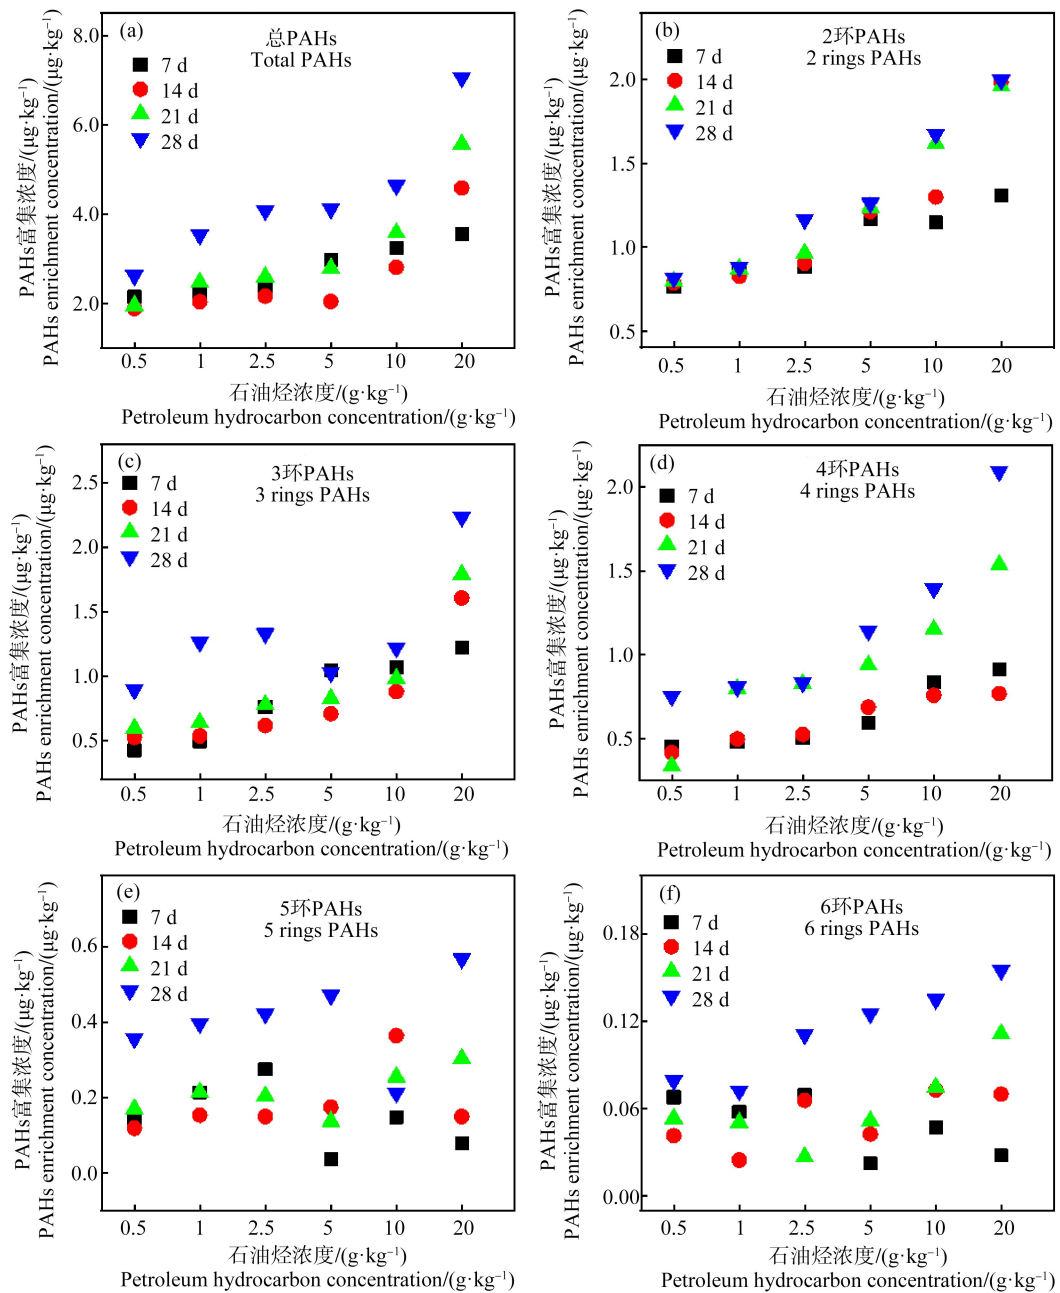 (a)
总PAHs
Total PAHs
7 d
14 d
21 d
28 d
8.0
6.0
4.0
2.0
0.5 1 2.5 5 10 20
PAHs富集浓度/(μg·kg⁻¹)
PAHs enrichment concentration/(μg·kg⁻¹)
石油烃浓度/(g·kg⁻¹)
Petroleum hydrocarbon concentration/(g·kg⁻¹)
(b)
2环PAHs
2 rings PAHs
7 d
14 d
21 d
28 d
2.0
1.5
1.0
0.5
0.5 1 2.5 5 10 20
PAHs富集浓度/(μg·kg⁻¹)
PAHs enrichment concentration/(μg·kg⁻¹)
石油烃浓度/(g·kg⁻¹)
Petroleum hydrocarbon concentration/(g·kg⁻¹)
(c)
3环PAHs
3 rings PAHs
7 d
14 d
21 d
28 d
2.5
2.0
1.5
1.0
0.5
0.5 1 2.5 5 10 20
PAHs富集浓度/(μg·kg⁻¹)
PAHs enrichment concentration/(μg·kg⁻¹)
石油烃浓度/(g·kg⁻¹)
Petroleum hydrocarbon concentration/(g·kg⁻¹)
(d)
4环PAHs
4 rings PAHs
7 d
14 d
21 d
28 d
2.0
1.5
1.0
0.5
0.5 1 2.5 5 10 20
PAHs富集浓度/(μg·kg⁻¹)
PAHs enrichment concentration/(μg·kg⁻¹)
石油烃浓度/(g·kg⁻¹)
Petroleum hydrocarbon concentration/(g·kg⁻¹)
(e)
5环PAHs
5 rings PAHs
7 d
14 d
21 d
28 d
0.6
0.4
0.2
0.0
0.5 1 2.5 5 10 20
PAHs富集浓度/(μg·kg⁻¹)
PAHs enrichment concentration/(μg·kg⁻¹)
石油烃浓度/(g·kg⁻¹)
Petroleum hydrocarbon concentration/(g·kg⁻¹)
(f)
6环PAHs
6 rings PAHs
7 d
14 d
21 d
28 d
0.18
0.12
0.06
0.00
0.5 1 2.5 5 10 20
PAHs富集浓度/(μg·kg⁻¹)
PAHs enrichment concentration/(μg·kg⁻¹)
石油烃浓度/(g·kg⁻¹)
Petroleum hydrocarbon concentration/(g·kg⁻¹)